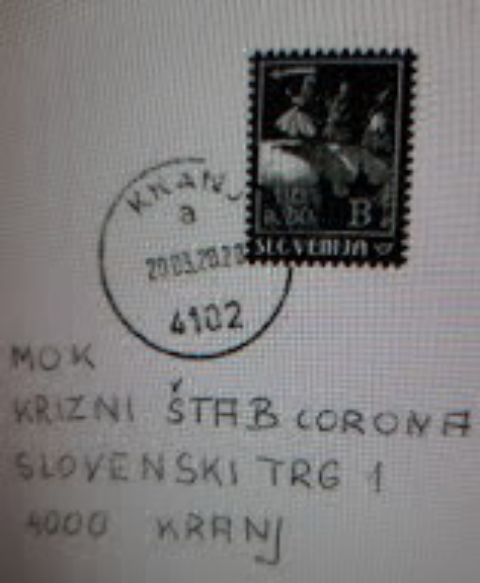 B
SLOVENIJA
KRANJ
a
20.03.2020
4102
MOK
KRIZNI ŠTAB CORONA
SLOVENSKI TRG 1
4000 KRANJ